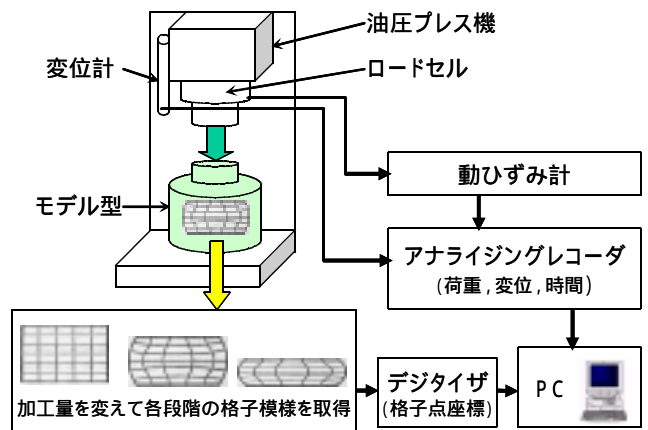 油圧プレス機
変位計
ロードセル
動ひずみ計
モデル型
アナライジングレコーダ
(荷重,変位,時間)
デジタイザ
(格子点座標)
PC
加工量を変えて各段階の格子模様を取得